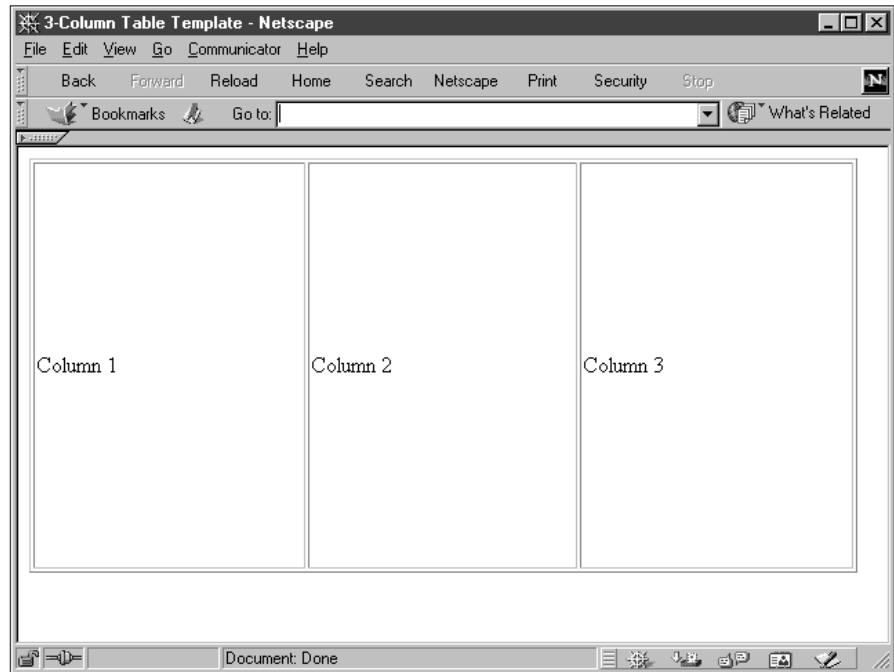 3-Column Table Template - Netscape
File Edit View Go Communicator Help
Back Forward Reload Home Search Netscape Print Security Stop N
Bookmarks Go to: What's Related
Column 1 Column 2 Column 3
Document: Done